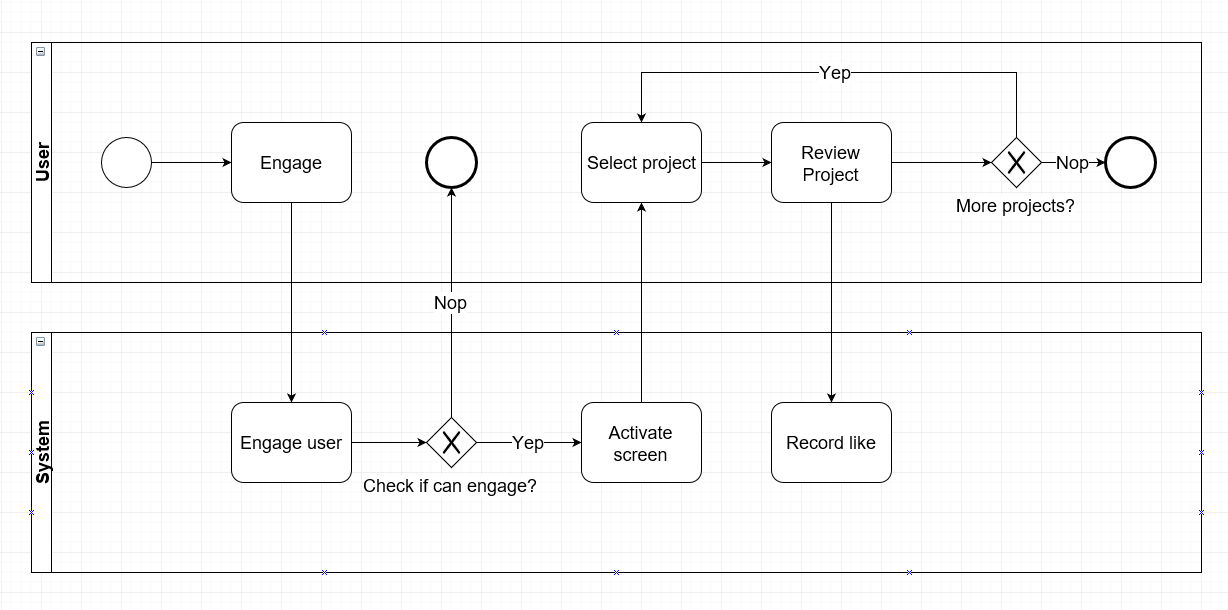 User
Yep
Engage
Select project
Review
Project
Nop
More projects?
Nop
System
Engage user
Yep
Activate
screen
Record like
Check if can engage?